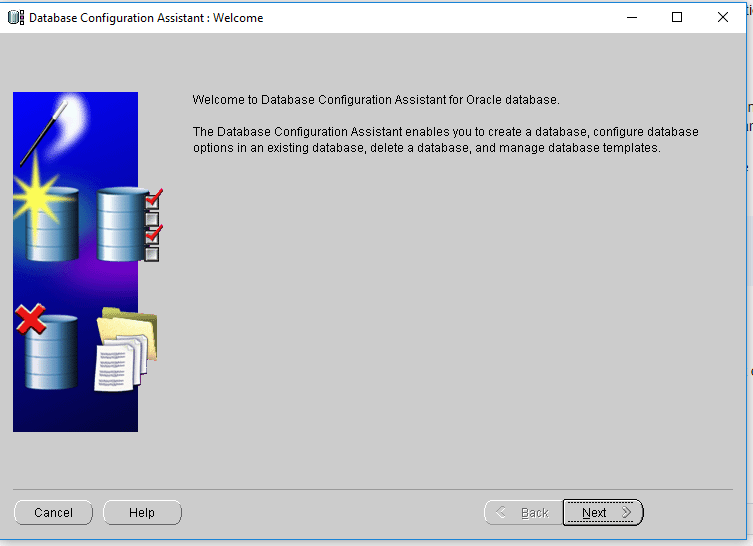 Database Configuration Assistant : Welcome
Welcome to Database Configuration Assistant for Oracle database.
The Database Configuration Assistant enables you to create a database, configure database
options in an existing database, delete a database, and manage database templates.
Cancel
Help
Back
Next